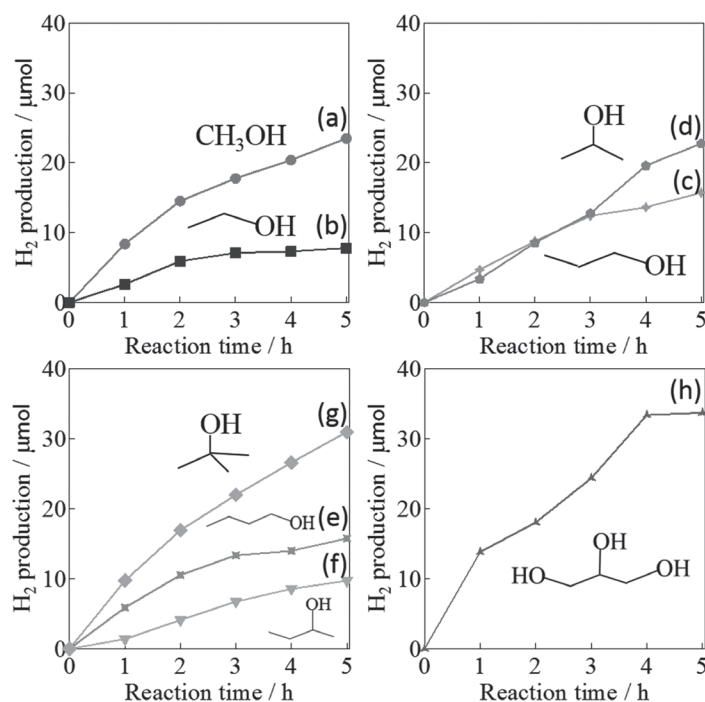 40
30
20
10
0
H₂ production / μmol
(a)
CH₃OH
(b)
OH
0 1 2 3 4 5
Reaction time / h
40
30
20
10
0
H₂ production / μmol
OH
(d)
(c)
OH
0 1 2 3 4 5
Reaction time / h
40
30
20
10
0
H₂ production / μmol
(g)
OH
OH
(e)
(f)
OH
0 1 2 3 4 5
Reaction time / h
40
30
20
10
0
H₂ production / μmol
(h)
OH
HO
OH
0 1 2 3 4 5
Reaction time / h